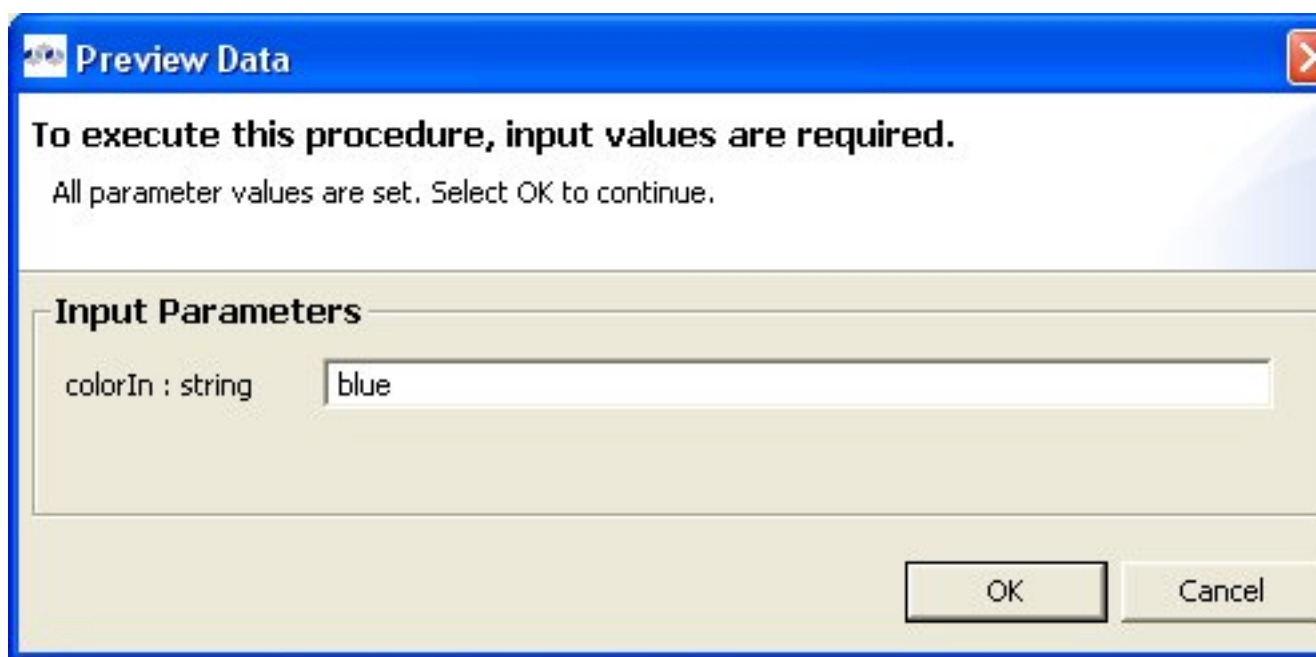 Preview Data
To execute this procedure, input values are required.
All parameter values are set. Select OK to continue.
Input Parameters
colorIn : string
blue
OK
Cancel